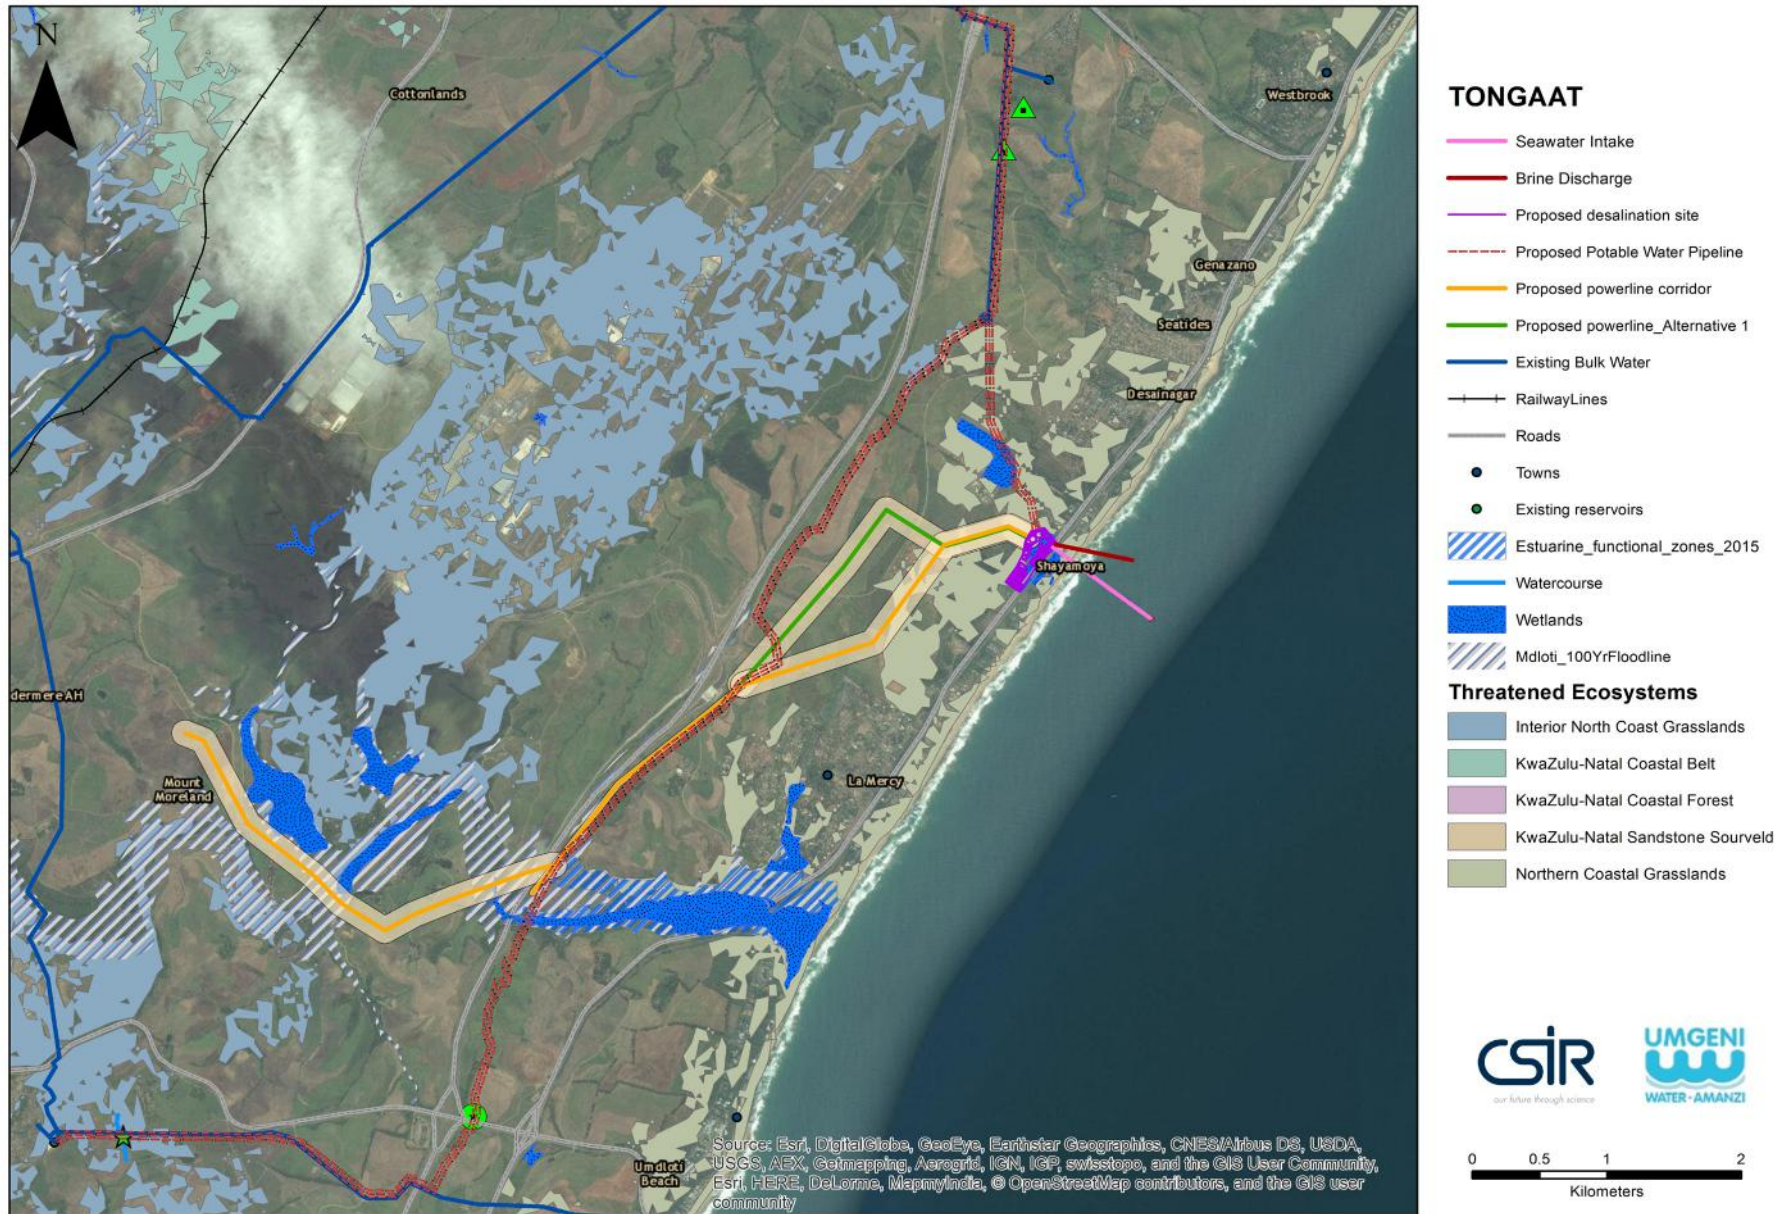 N
Cottonlands
Westbrook
Genazano
Seatides
Desainagar
Shayamoya
dermere AH
Mount
Moreland
La Mercy
Umdloti
Beach
Source: Esri, DigitalGlobe, GeoEye, Earthstar Geographics, CNES/Airbus DS, USDA,
USGS, AEX, Getmapping, Aerogrid, IGN, IGP, swisstopo, and the GIS User Community,
Esri, HERE, DeLorme, MapmyIndia, © OpenStreetMap contributors, and the GIS user
community
TONGAAT
Seawater Intake
Brine Discharge
Proposed desalination site
Proposed Potable Water Pipeline
Proposed powerline corridor
Proposed powerline_Alternative 1
Existing Bulk Water
RailwayLines
Roads
Towns
Existing reservoirs
Estuarine_functional_zones_2015
Watercourse
Wetlands
Mdloti_100YrFloodline
Threatened Ecosystems
Interior North Coast Grasslands
KwaZulu-Natal Coastal Belt
KwaZulu-Natal Coastal Forest
KwaZulu-Natal Sandstone Sourveld
Northern Coastal Grasslands
CSIR
our future through science
UMGENI
WATER • AMANZI
0 0.5 1 2
Kilometers